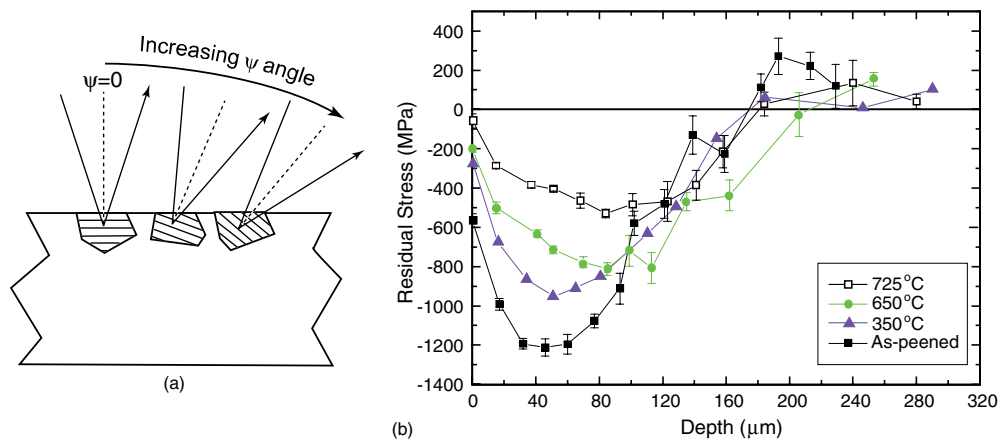 Increasing ψ angle
ψ=0
(a)
400
200
0
-200
-400
-600
-800
-1000
-1200
-1400
Residual Stress (MPa)
725°C
650°C
350°C
As-peened
0 40 80 120 160 200 240 280 320
Depth (μm)
(b)